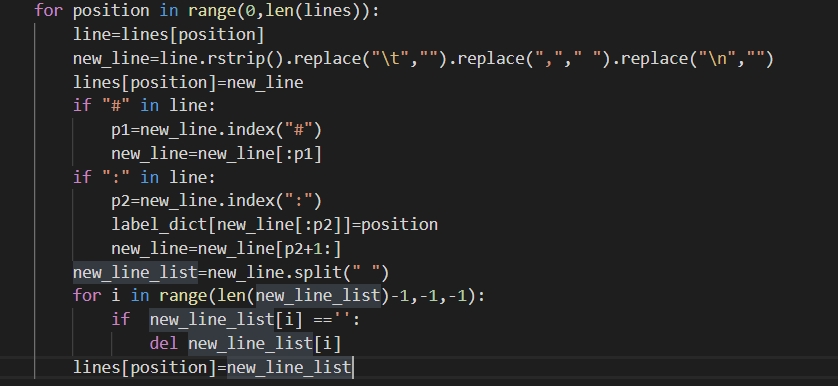 for position in range(0,len(lines)):
line=lines[position]
new_line=line.rstrip().replace("\t","").replace(","," ").replace("\n","")
lines[position]=new_line
if "#" in line:
p1=new_line.index("#")
new_line=new_line[:p1]
if ":" in line:
p2=new_line.index(":")
label_dict[new_line[:p2]]=position
new_line=new_line[p2+1:]
new_line_list=new_line.split(" ")
for i in range(len(new_line_list)-1,-1,-1):
if  new_line_list[i] =='':
del new_line_list[i]
lines[position]=new_line_list